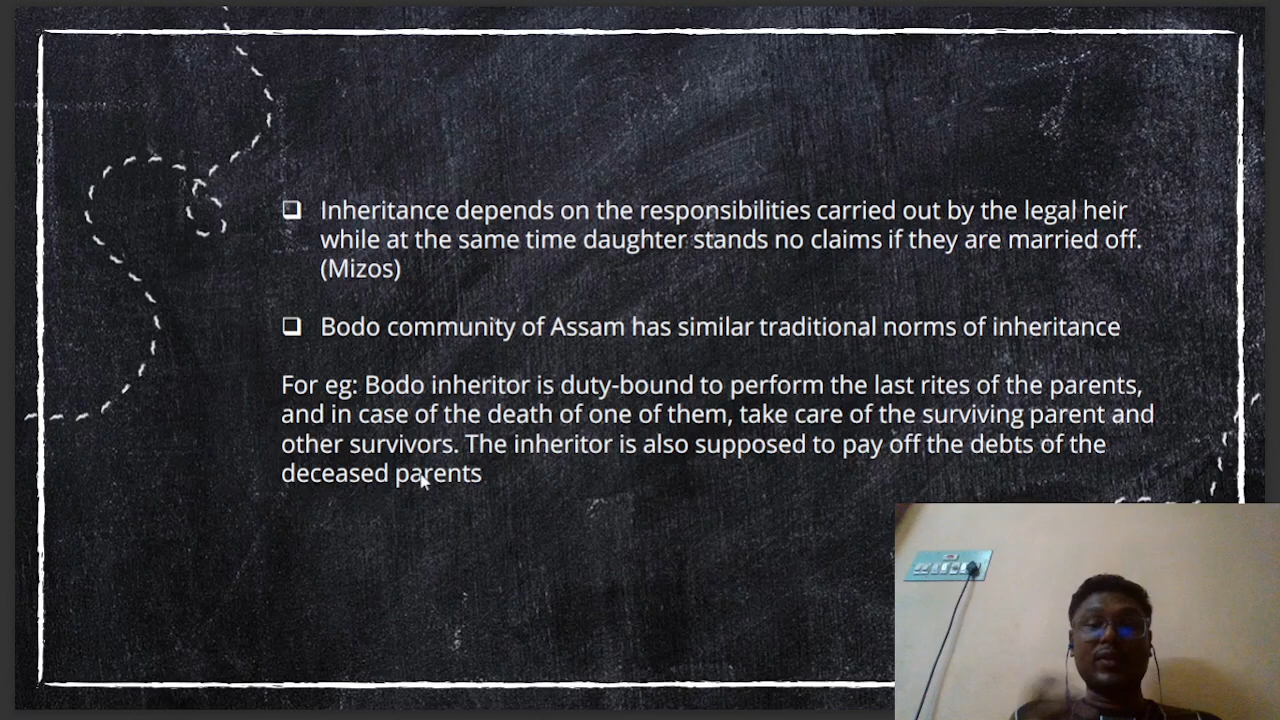 Inheritance depends on the responsibilities carried out by the legal heir
while at the same time daughter stands no claims if they are married off.
(Mizos)
Bodo community of Assam has similar traditional norms of inheritance
For eg: Bodo inheritor is duty-bound to perform the last rites of the parents,
and in case of the death of one of them, take care of the surviving parent and
other survivors. The inheritor is also supposed to pay off the debts of the
deceased parents